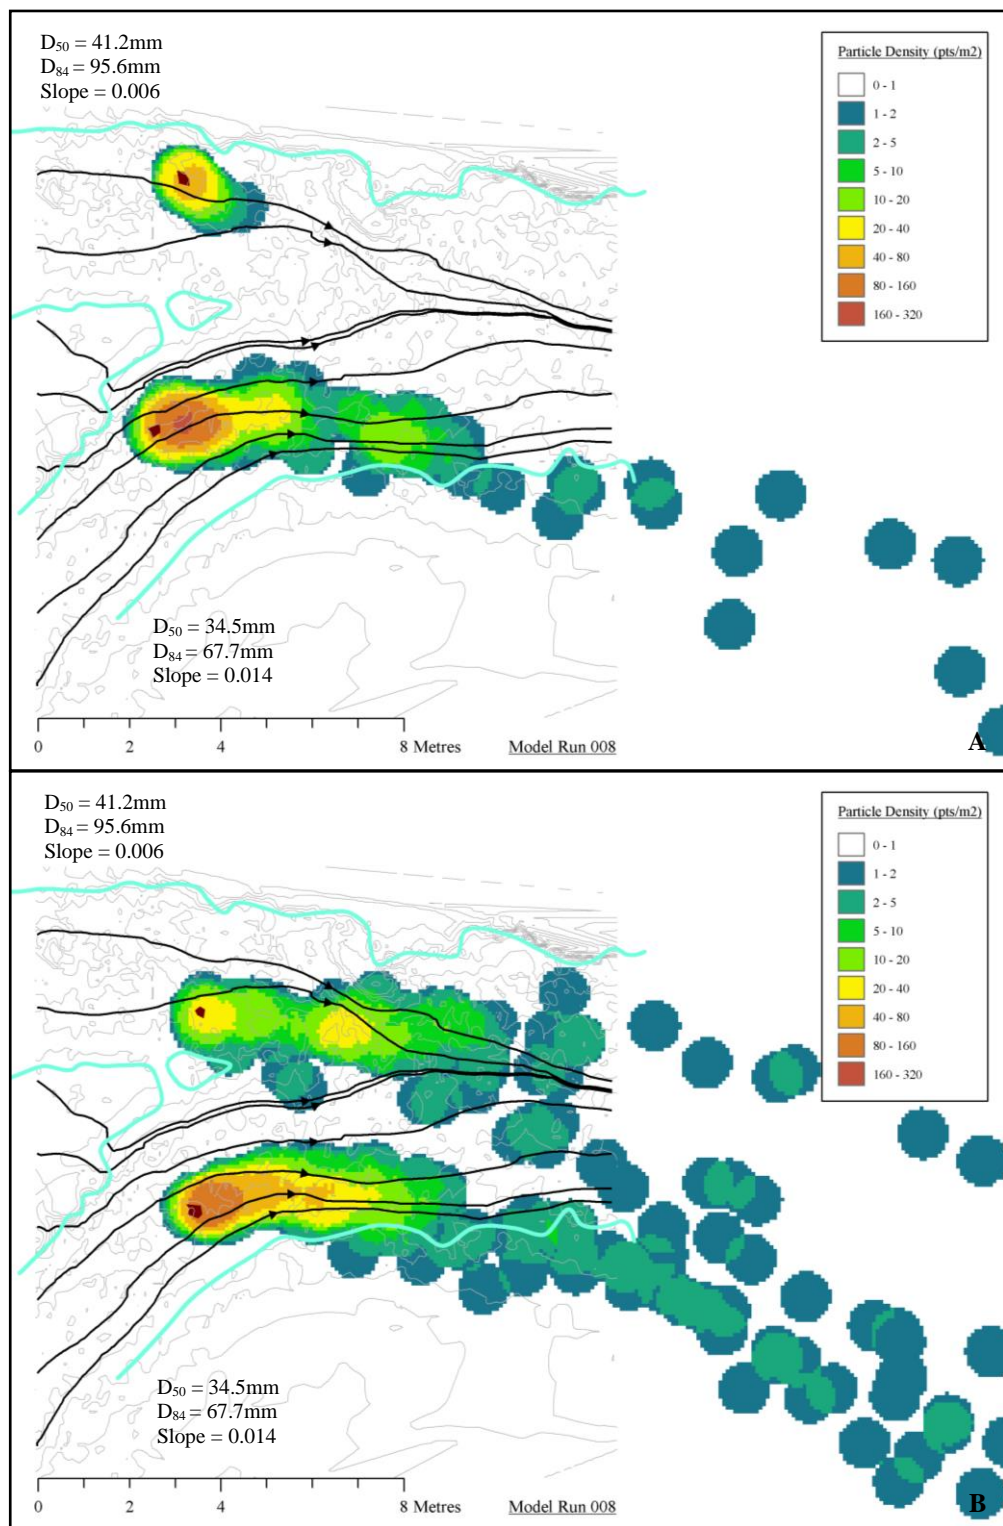 D50 = 41.2mm
D84 = 95.6mm
Slope = 0.006
Particle Density (pts/m2)
0 - 1
1 - 2
2 - 5
5 - 10
10 - 20
20 - 40
40 - 80
80 - 160
160 - 320
D50 = 34.5mm
D84 = 67.7mm
Slope = 0.014
0 2 4 8 Metres Model Run 008
A
D50 = 41.2mm
D84 = 95.6mm
Slope = 0.006
Particle Density (pts/m2)
0 - 1
1 - 2
2 - 5
5 - 10
10 - 20
20 - 40
40 - 80
80 - 160
160 - 320
D50 = 34.5mm
D84 = 67.7mm
Slope = 0.014
0 2 4 8 Metres Model Run 008
B